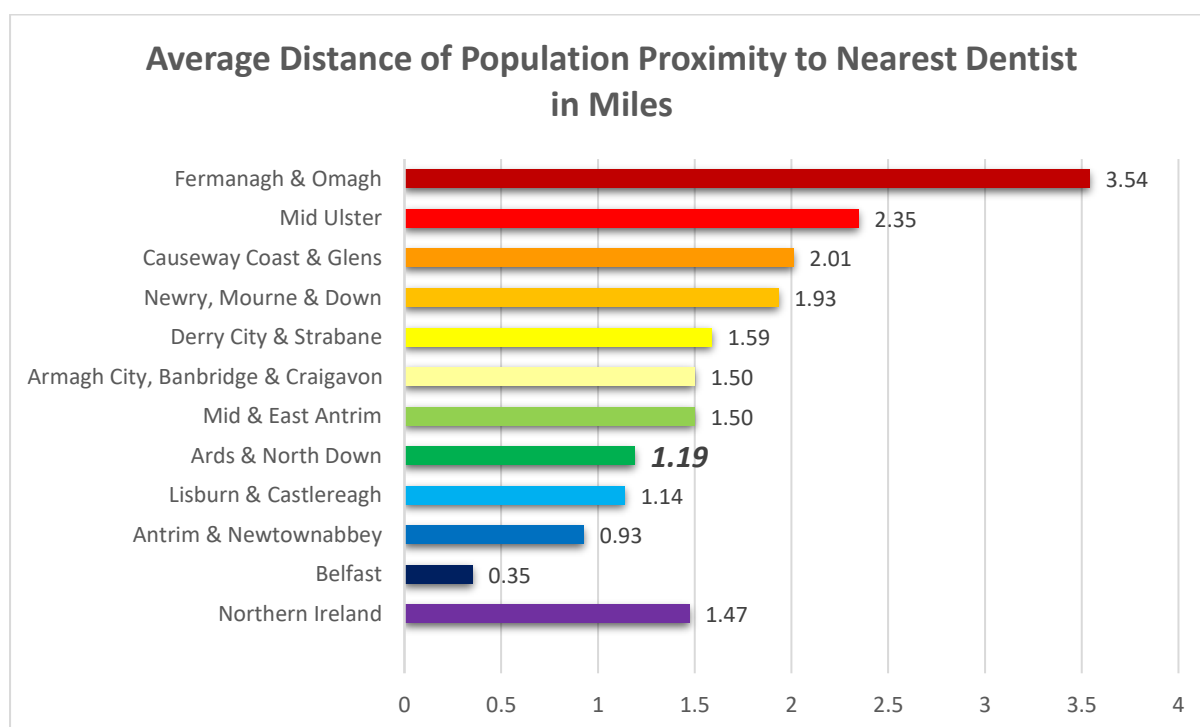 Average Distance of Population Proximity to Nearest Dentist
in Miles
Fermanagh & Omagh 3.54
Mid Ulster 2.35
Causeway Coast & Glens 2.01
Newry, Mourne & Down 1.93
Derry City & Strabane 1.59
Armagh City, Banbridge & Craigavon 1.50
Mid & East Antrim 1.50
Ards & North Down 1.19
Lisburn & Castlereagh 1.14
Antrim & Newtownabbey 0.93
Belfast 0.35
Northern Ireland 1.47
0 0.5 1 1.5 2 2.5 3 3.5 4